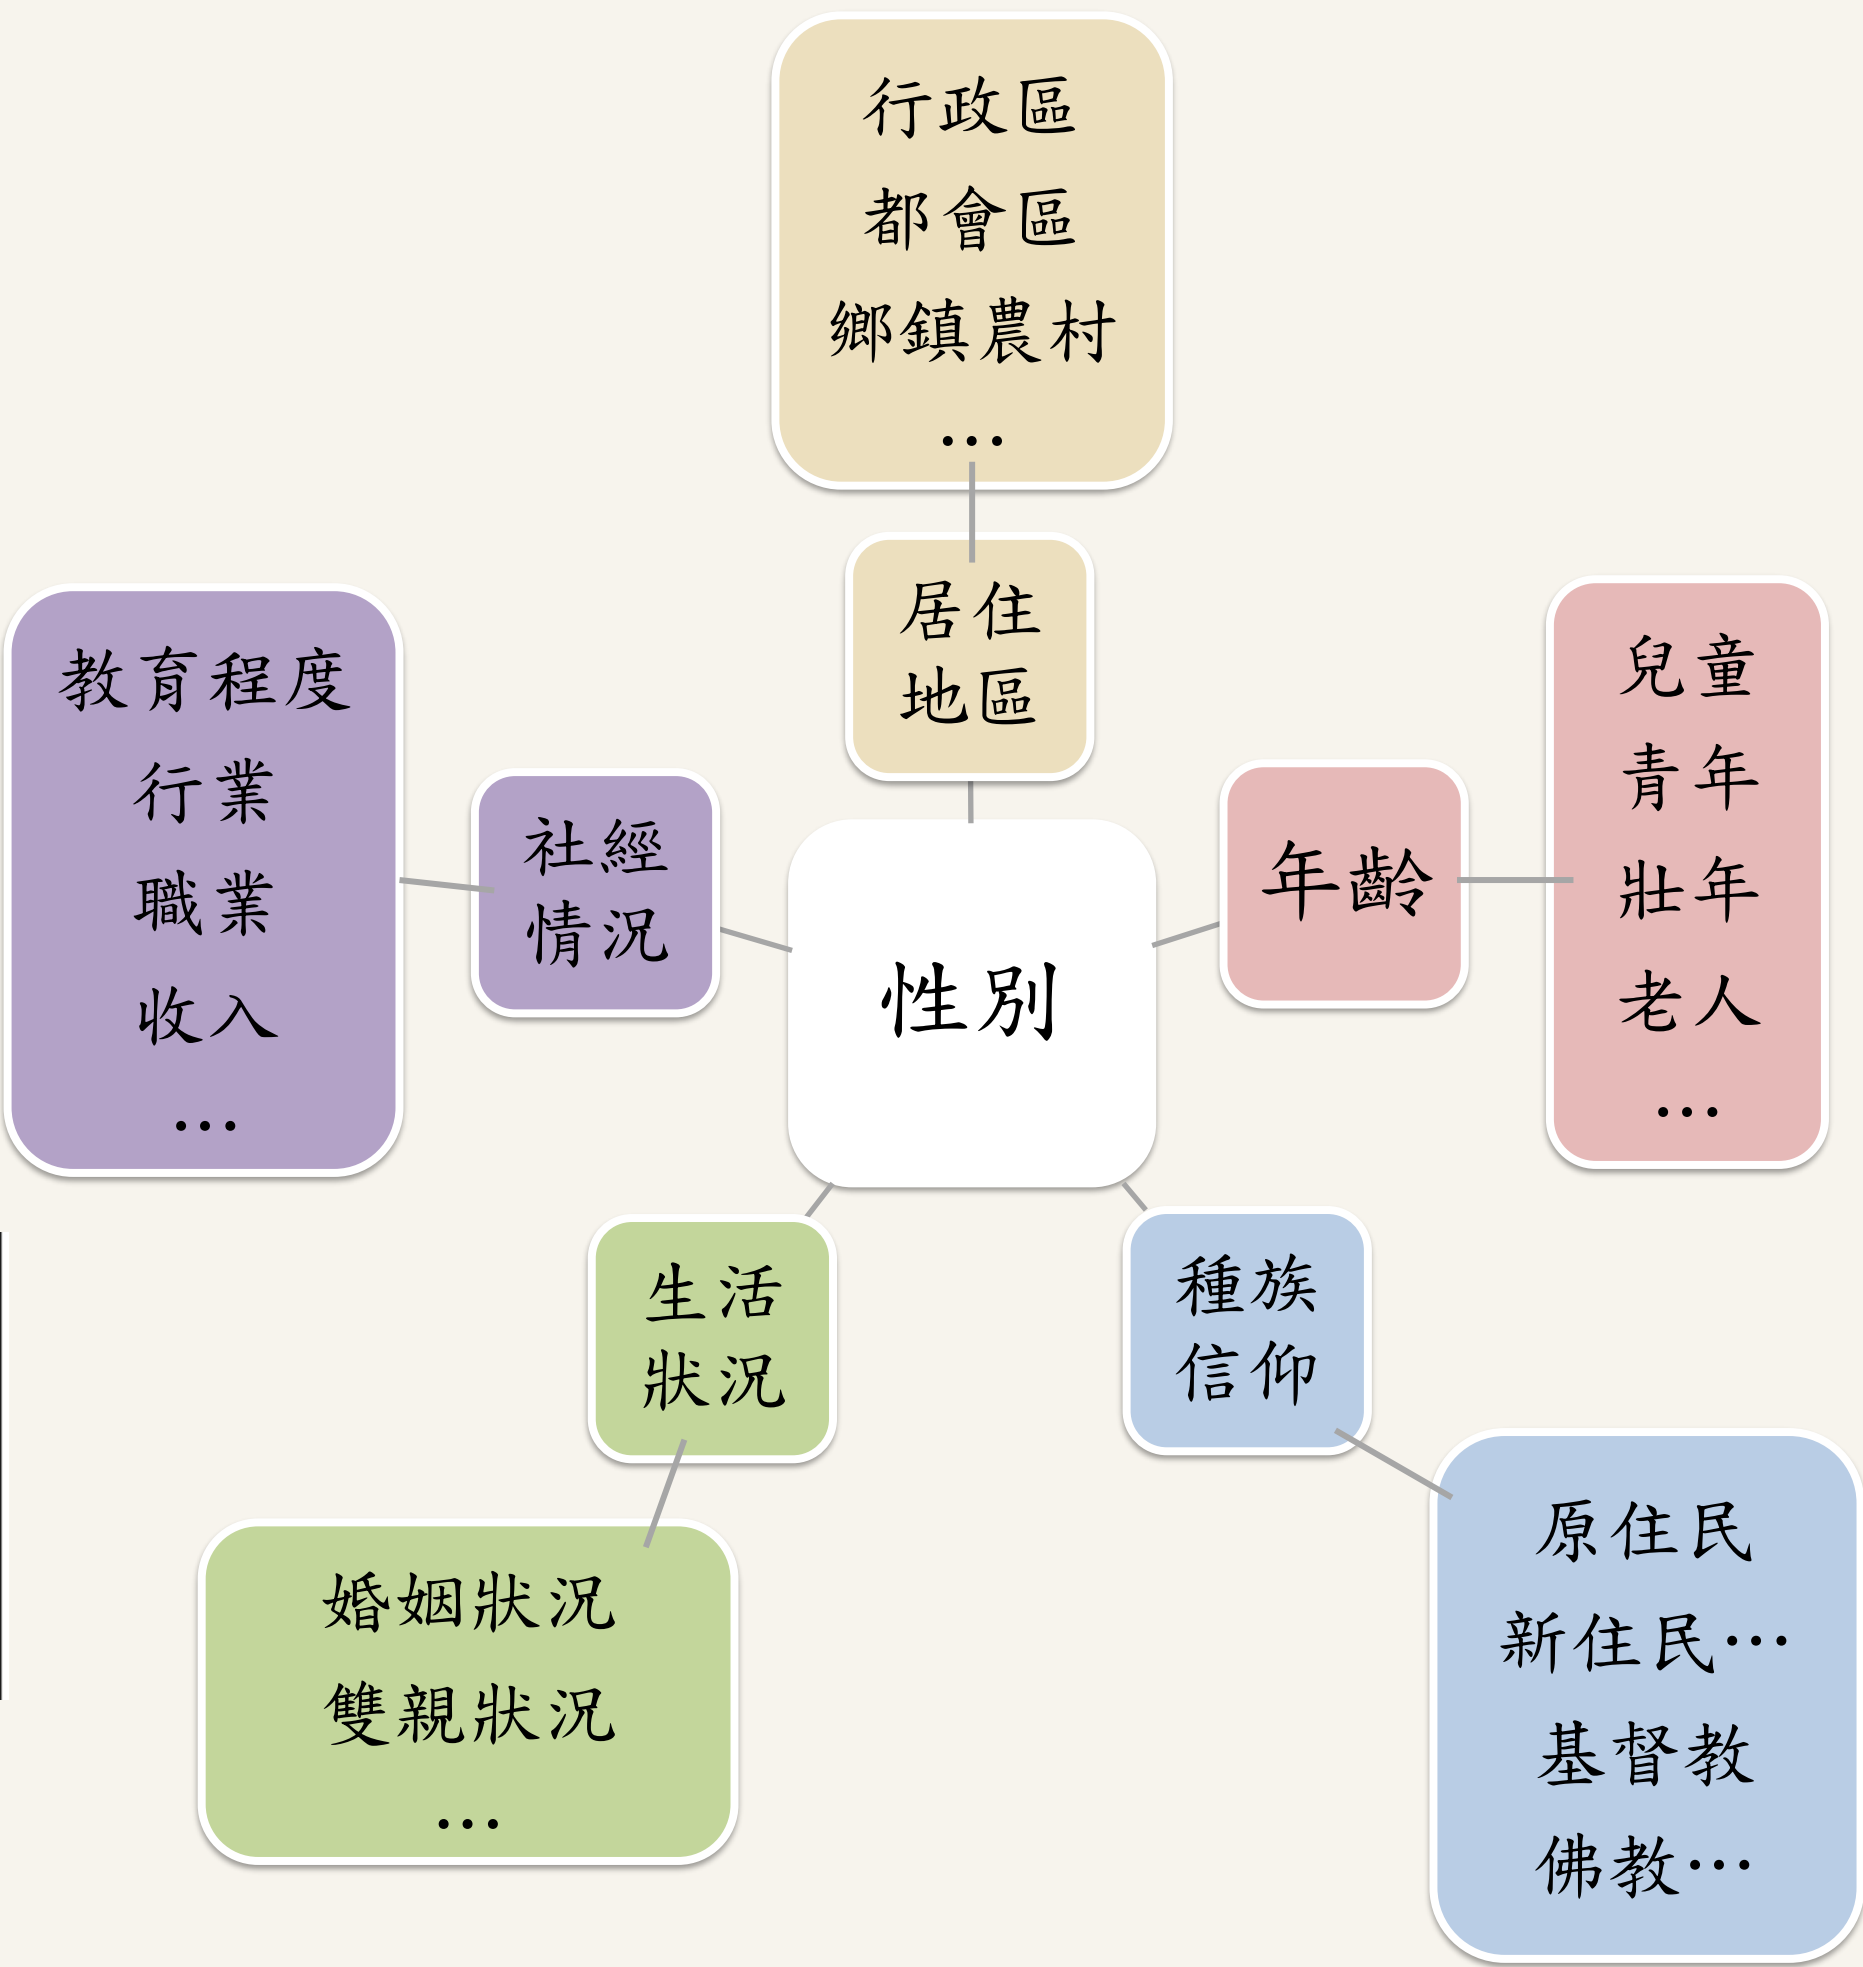 行政區
都會區
鄉鎮農村
…
居住
地區
教育程度
行業
職業
收入
…
社經
情況
性別
年齡
兒童
青年
壯年
老人
…
生活
狀況
婚姻狀況
雙親狀況
…
種族
信仰
原住民
新住民…
基督教
佛教…